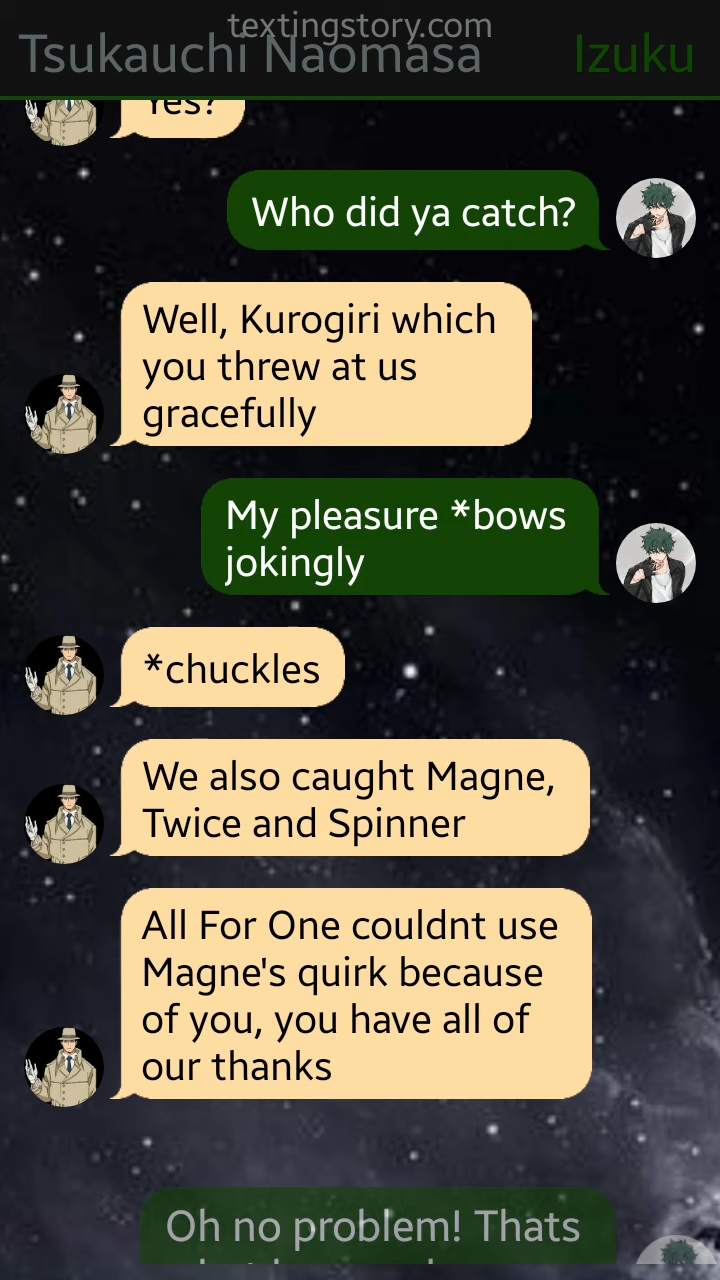 textingstory.com
Tsukauchi Naomasa
Izuku
Yes?
Who did ya catch?
Well, Kurogiri which
you threw at us
gracefully
My pleasure *bows
jokingly
*chuckles
We also caught Magne,
Twice and Spinner
All For One couldnt use
Magne's quirk because
of you, you have all of
our thanks
Oh no problem! Thats